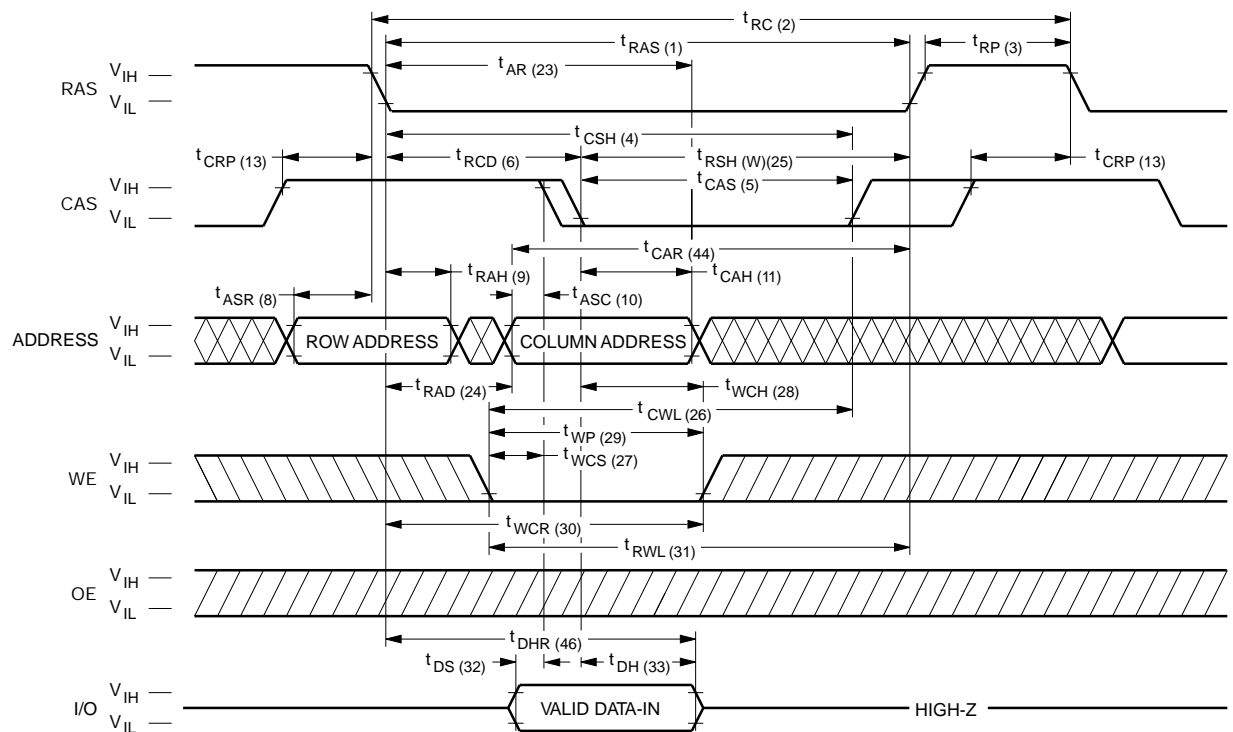 t RC (2)
t RAS (1)
t RP (3)
t AR (23)
RAS
V IH
V IL
t CSH (4)
t CRP (13)
t RCD (6)
t RSH (W)(25)
t CRP (13)
t CAS (5)
CAS
V IH
V IL
t CAR (44)
t RAH (9)
t CAH (11)
t ASR (8)
t ASC (10)
ADDRESS
V IH
V IL
ROW ADDRESS
COLUMN ADDRESS
t RAD (24)
t WCH (28)
t CWL (26)
t WP (29)
t WCS (27)
WE
V IH
V IL
t WCR (30)
t RWL (31)
OE
V IH
V IL
t DHR (46)
t DS (32)
t DH (33)
I/O
V IH
V IL
VALID DATA-IN
HIGH-Z